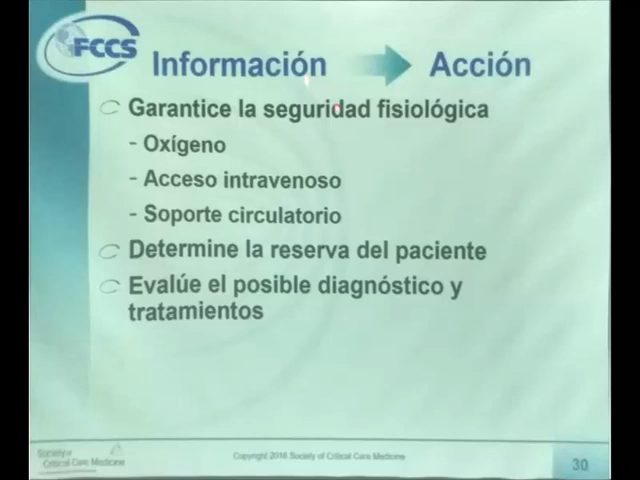 FCCS
Información Acción
Garantice la seguridad fisiológica
- Oxígeno
- Acceso intravenoso
- Soporte circulatorio
Determine la reserva del paciente
Evalúe el posible diagnóstico y
tratamientos
Society of
Critical Care Medicine
Copyright 2016 Society of Critical Care Medicine
30